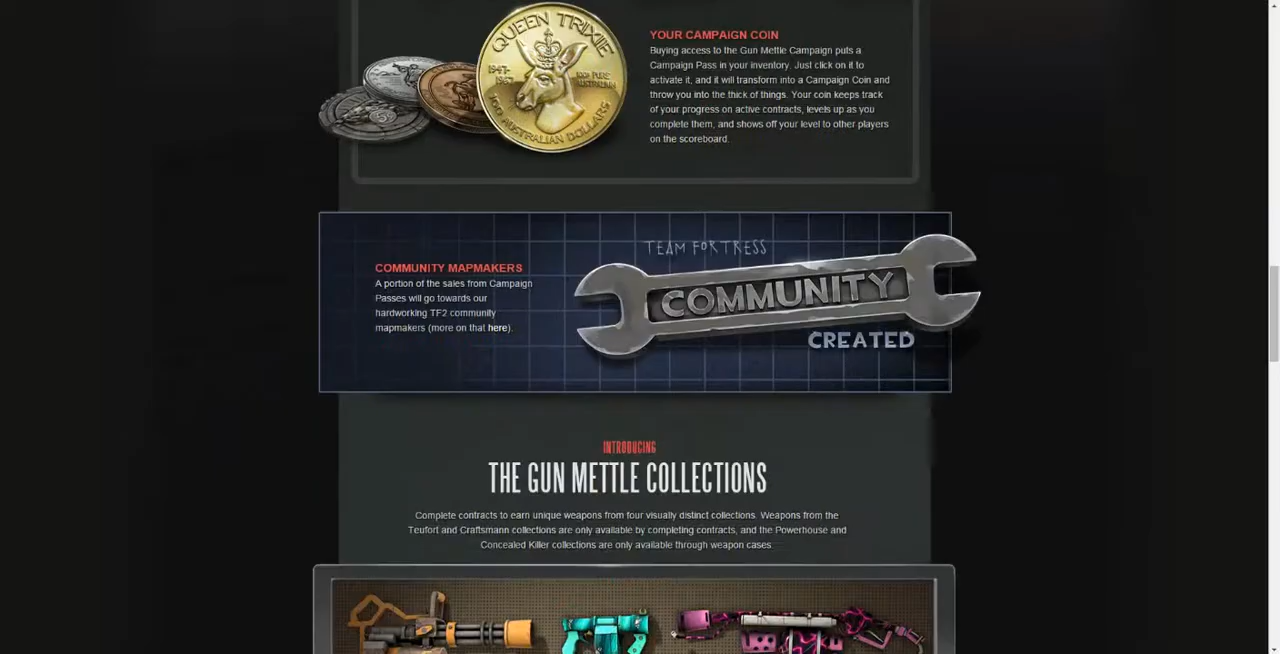 QUEEN TRIXIE
100% PURE
AUSTRALIUM
100 AUSTRALIAN DOLLARS
YOUR CAMPAIGN COIN
Buying access to the Gun Mettle Campaign puts a
Campaign Pass in your inventory. Just click on it to
activate it, and it will transform into a Campaign Coin and
throw you into the thick of things. Your coin keeps track
of your progress on active contracts, levels up as you
complete them, and shows off your level to other players
on the scoreboard.
COMMUNITY MAPMAKERS
A portion of the sales from Campaign
Passes will go towards our
hardworking TF2 community
mapmakers (more on that here).
TEAM FORTRESS
COMMUNITY
CREATED
INTRODUCING
THE GUN METTLE COLLECTIONS
Complete contracts to earn unique weapons from four visually distinct collections. Weapons from the
Teufort and Craftsmann collections are only available by completing contracts, and the Powerhouse and
Concealed Killer collections are only available through weapon cases.